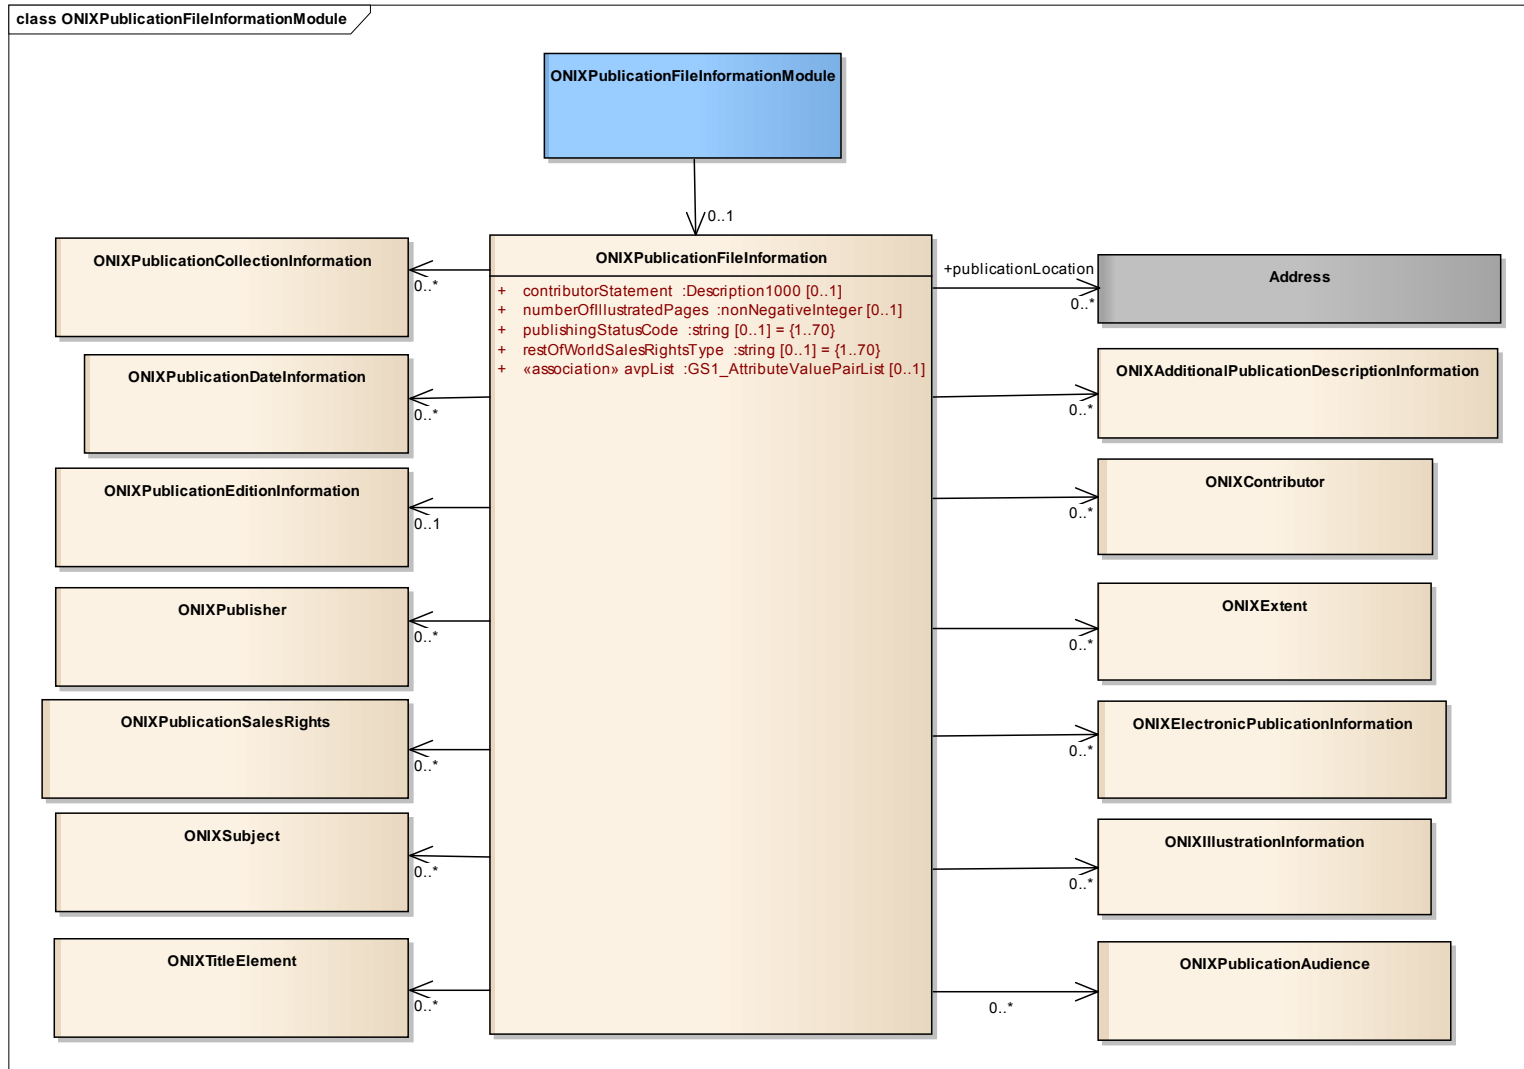 class ONIXPublicationFileInformationModule
ONIXPublicationFileInformationModule
0..1
ONIXPublicationFileInformation
+ contributorStatement :Description1000 [0..1]
+ numberOfIllustratedPages :nonNegativeInteger [0..1]
+ publishingStatusCode :string [0..1] = {1..70}
+ restOfWorldSalesRightsType :string [0..1] = {1..70}
+ «association» avpList :GS1_AttributeValuePairList [0..1]
ONIXPublicationCollectionInformation
0..*
ONIXPublicationDateInformation
0..*
ONIXPublicationEditionInformation
0..1
ONIXPublisher
0..*
ONIXPublicationSalesRights
0..*
ONIXSubject
0..*
ONIXTitleElement
0..*
+publicationLocation
0..*
Address
ONIXAdditionalPublicationDescriptionInformation
0..*
ONIXContributor
0..*
ONIXExtent
0..*
ONIXElectronicPublicationInformation
0..*
ONIXIllustrationInformation
0..*
ONIXPublicationAudience
0..*